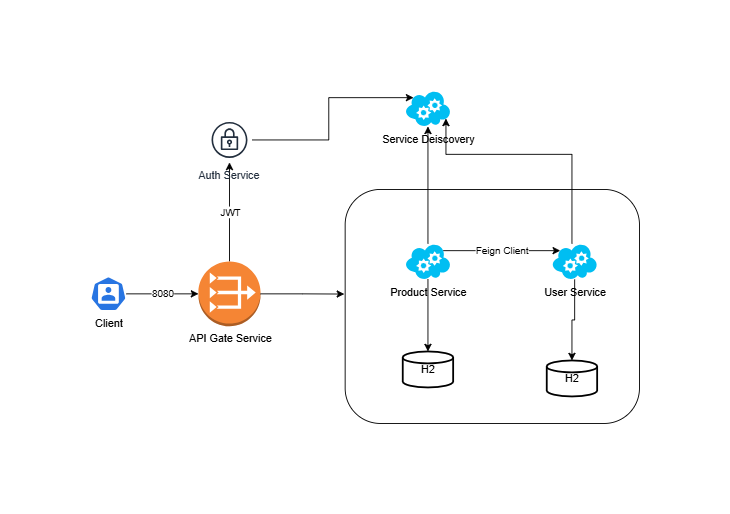 Service Deiscovery
Auth Service
JWT
Feign Client
Product Service
User Service
8080
Client
API Gate Service
H2
H2